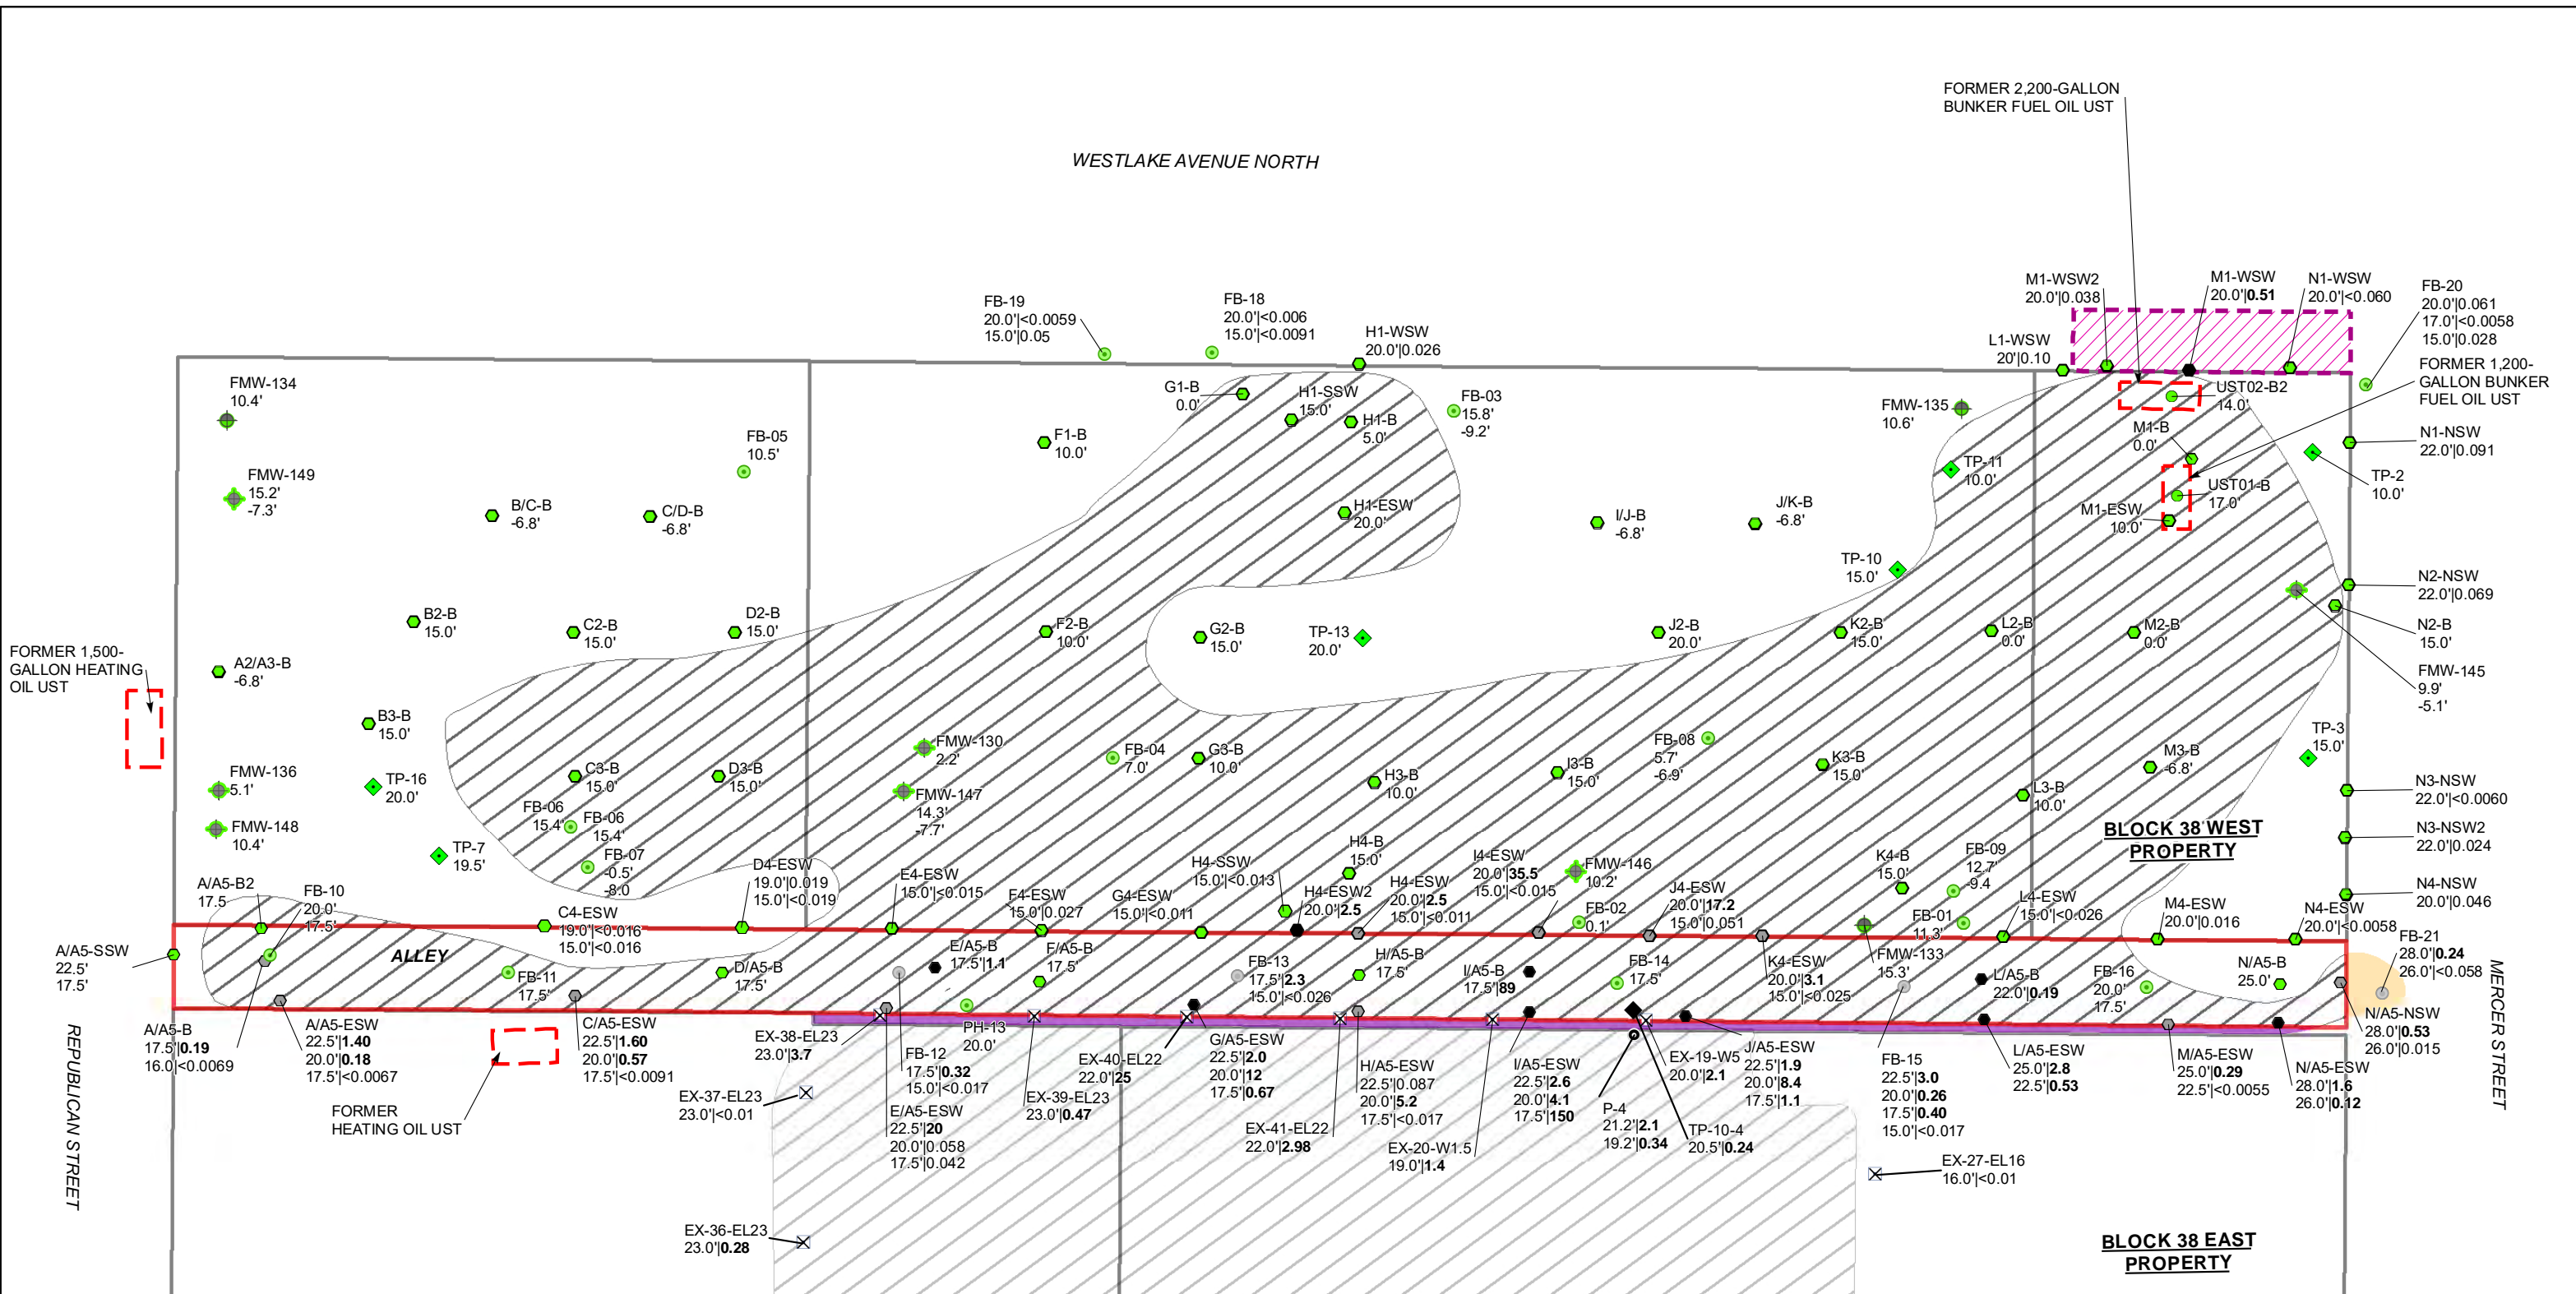 FORMER 2,200-GALLON
BUNKER FUEL OIL UST
WESTLAKE AVENUE NORTH
M1-WSW2
20.0'|0.038
M1-WSW
20.0'|0.51
N1-WSW
20.0'|<0.060
FB-20
20.0'|0.061
17.0'|<0.0058
15.0'|0.028
FB-19
20.0'|<0.0059
15.0'|0.05
FB-18
20.0'|<0.006
15.0'|<0.0091
H1-WSW
20.0'|0.026
L1-WSW
20'|0.10
FORMER 1,200-
GALLON BUNKER
FUEL OIL UST
FMW-134
10.4'
G1-B
0.0'
H1-SSW
15.0'
H1-B
5.0'
FB-03
15.8'
-9.2'
FMW-135
10.6'
UST02-B2
14.0'
M1-B
0.0'
N1-NSW
22.0'|0.091
FB-05
10.5'
F1-B
10.0'
TP-11
10.0'
TP-2
10.0'
FMW-149
15.2'
-7.3'
B/C-B
-6.8'
C/D-B
-6.8'
H1-ESW
20.0'
I/J-B
-6.8'
J/K-B
-6.8'
UST01-B
17.0'
M1-ESW
10.0'
TP-10
15.0'
N2-NSW
22.0'|0.069
B2-B
15.0'
C2-B
15.0'
D2-B
15.0'
F2-B
10.0'
G2-B
15.0'
TP-13
20.0'
J2-B
20.0'
K2-B
15.0'
L2-B
0.0'
M2-B
0.0'
N2-B
15.0'
FORMER 1,500-
GALLON HEATING
OIL UST
A2/A3-B
-6.8'
FMW-145
9.9'
-5.1'
B3-B
15.0'
FMW-130
2.2'
FB-04
7.0'
G3-B
10.0'
FB-08
5.7'
-6.9'
K3-B
15.0'
M3-B
-6.8'
TP-3
15.0'
FMW-136
5.1'
TP-16
20.0'
C3-B
15.0'
D3-B
15.0'
FMW-147
14.3'
-7.7'
H3-B
10.0'
I3-B
15.0'
L3-B
10.0'
N3-NSW
22.0'|<0.0060
FB-06
15.4'
FB-06
15.4'
FMW-148
10.4'
BLOCK 38 WEST
PROPERTY
N3-NSW2
22.0'|0.024
TP-7
19.5'
FB-07
-0.5'
-8.0
D4-ESW
19.0'|0.019
15.0'|<0.019
E4-ESW
15.0'|<0.015
F4-ESW
15.0'|0.027
G4-ESW
15.0'|<0.011
H4-SSW
15.0'|<0.013
H4-B
15.0'
H4-ESW2
20.0'|2.5
H4-ESW
20.0'|2.5
15.0'|<0.011
I4-ESW
20.0'|35.5
15.0'|<0.015
FMW-146
10.2'
FB-02
0.1'
J4-ESW
20.0'|17.2
15.0'|0.051
K4-B
15.0'
FB-09
12.7'
-9.4
FB-01
11.3'
L4-ESW
15.0'|<0.026
M4-ESW
20.0'|0.016
N4-NSW
20.0'|0.046
N4-ESW
20.0'|<0.0058
A/A5-B2
17.5
FB-10
20.0'
17.5'
C4-ESW
19.0'|<0.016
15.0'|<0.016
A/A5-SSW
22.5'
17.5'
ALLEY
FB-11
17.5'
D/A5-B
17.5'
E/A5-B
17.5'|1.1
F/A5-B
17.5'
FB-13
17.5'|2.3
15.0'|<0.026
H/A5-B
17.5'
I/A5-B
17.5'|89
FB-14
17.5'
K4-ESW
20.0'|3.1
15.0'|<0.025
FMW-133
15.3'
L/A5-B
22.0'|0.19
FB-16
20.0'
17.5'
N/A5-B
25.0'
FB-21
28.0'|0.24
26.0'|<0.058
MERCER STREET
REPUBLICAN STREET
A/A5-B
17.5'|0.19
16.0'|<0.0069
A/A5-ESW
22.5'|1.40
20.0'|0.18
17.5'|<0.0067
C/A5-ESW
22.5'|1.60
20.0'|0.57
17.5'|<0.0091
FORMER
HEATING OIL UST
EX-38-EL23
23.0'|3.7
PH-13
20.0'
FB-12
17.5'|0.32
15.0'|<0.017
EX-37-EL23
23.0'|<0.01
E/A5-ESW
22.5'|20
20.0'|0.058
17.5'|0.042
EX-39-EL23
23.0'|0.47
EX-40-EL22
22.0'|25
G/A5-ESW
22.5'|2.0
20.0'|12
17.5'|0.67
EX-41-EL22
22.0'|2.98
H/A5-ESW
22.5'|0.087
20.0'|5.2
17.5'|<0.017
EX-20-W1.5
19.0'|1.4
I/A5-ESW
22.5'|2.6
20.0'|4.1
17.5'|150
P-4
21.2'|2.1
19.2'|0.34
EX-19-W5
20.0'|2.1
TP-10-4
20.5'|0.24
J/A5-ESW
22.5'|1.9
20.0'|8.4
17.5'|1.1
FB-15
22.5'|3.0
20.0'|0.26
17.5'|0.40
15.0'|<0.017
L/A5-ESW
25.0'|2.8
22.5'|0.53
M/A5-ESW
25.0'|0.29
22.5'|<0.0055
N/A5-ESW
28.0'|1.6
26.0'|0.12
N/A5-NSW
28.0'|0.53
26.0'|0.015
EX-27-EL16
16.0'|<0.01
EX-36-EL23
23.0'|0.28
BLOCK 38 EAST
PROPERTY